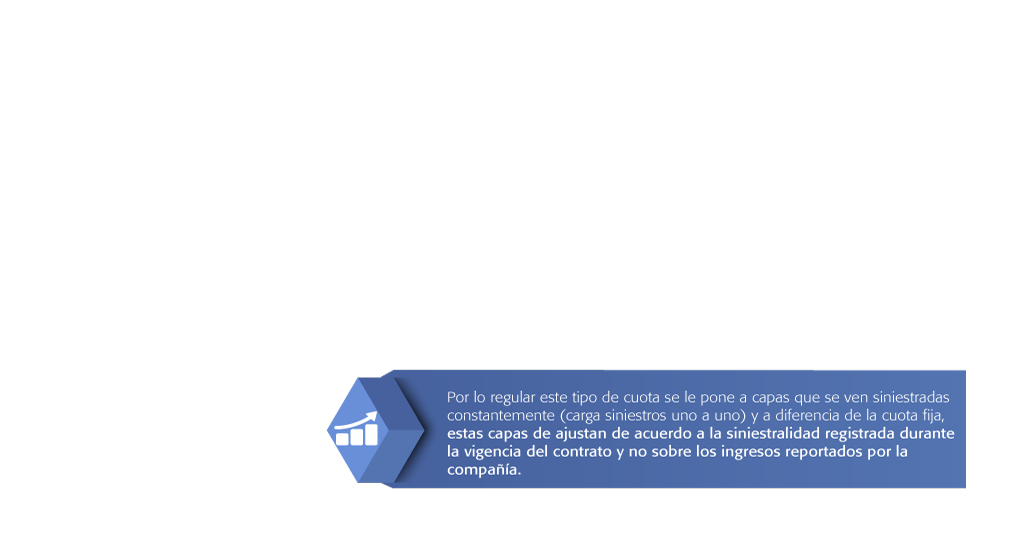 Por lo regular este tipo de cuota se le pone a capas que se ven siniestradas
constantemente (carga siniestros uno a uno) y a diferencia de la cuota fija,
estas capas de ajustan de acuerdo a la siniestralidad registrada durante
la vigencia del contrato y no sobre los ingresos reportados por la
compañía.